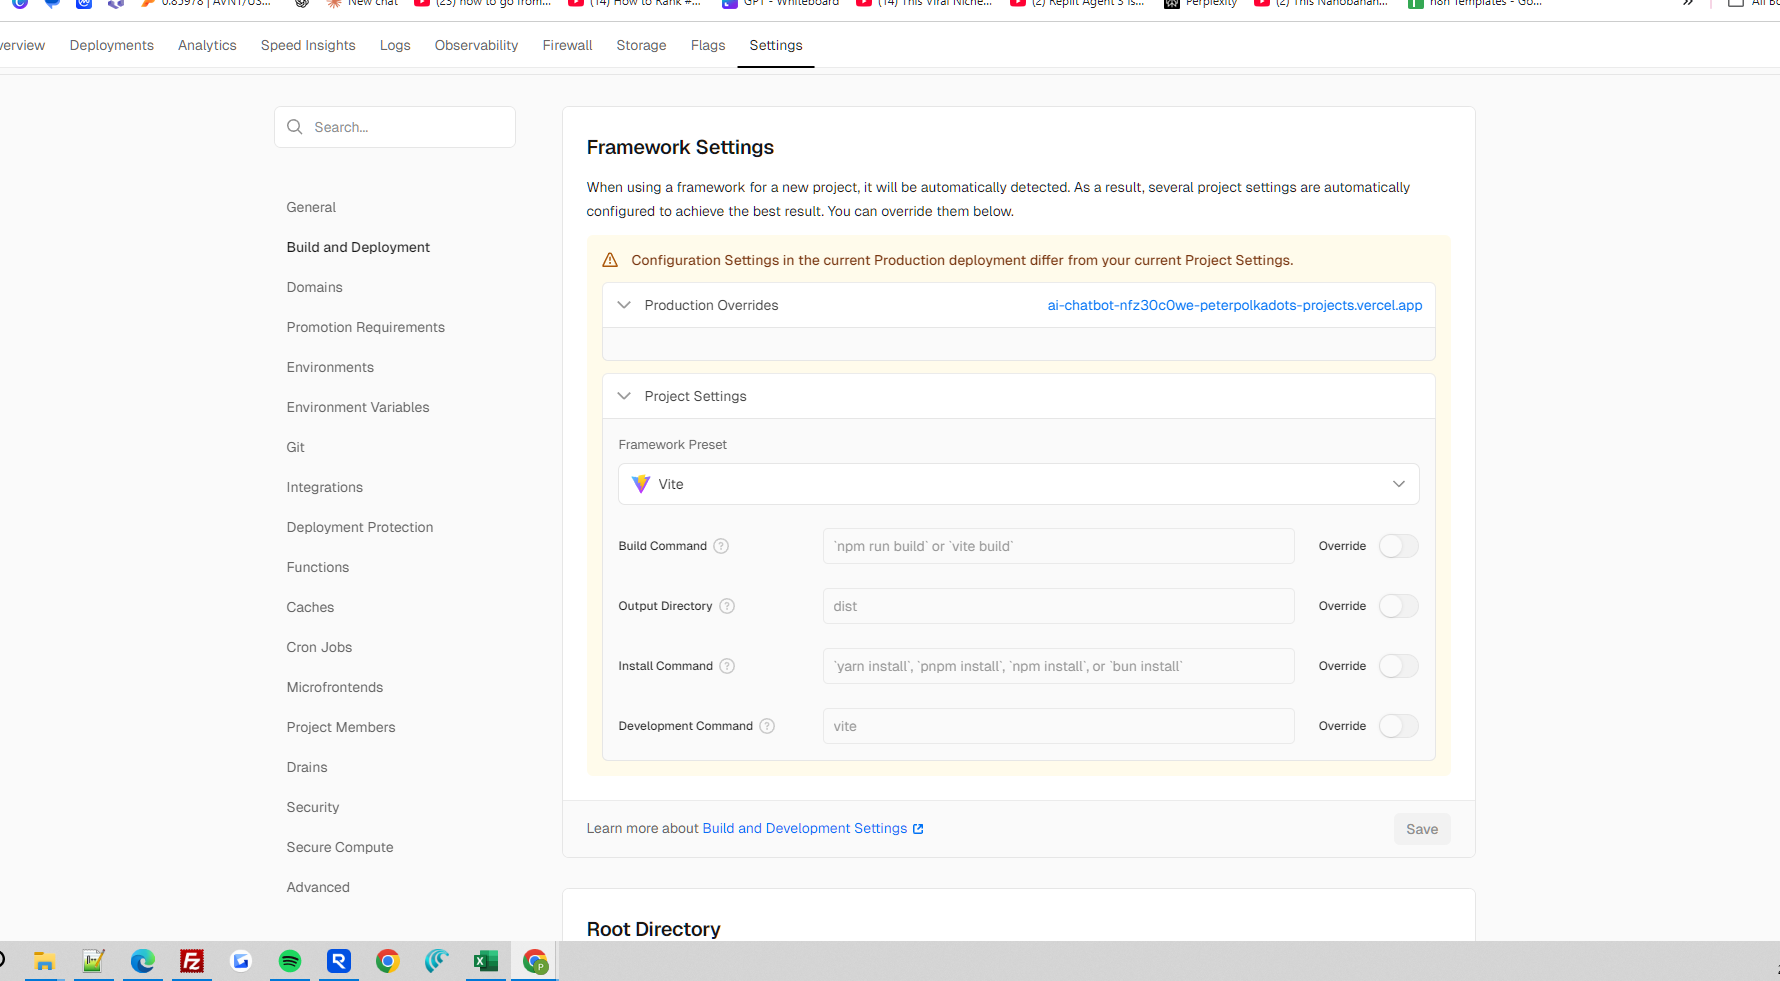 0.85978 | AVNT/US...
New chat
(23) how to go from...
(14) How to Rank #...
GPT - Whiteboard
(14) This Viral Niche...
(2) Replit Agent 3 is...
Perplexity
(2) This Nanobanan...
n8n Templates - Go...
»
All Bo
verview
Deployments
Analytics
Speed Insights
Logs
Observability
Firewall
Storage
Flags
Settings
Search...
General
Build and Deployment
Domains
Promotion Requirements
Environments
Environment Variables
Git
Integrations
Deployment Protection
Functions
Caches
Cron Jobs
Microfrontends
Project Members
Drains
Security
Secure Compute
Advanced
Framework Settings
When using a framework for a new project, it will be automatically detected. As a result, several project settings are automatically
configured to achieve the best result. You can override them below.
Configuration Settings in the current Production deployment differ from your current Project Settings.
Production Overrides ai-chatbot-nfz30c0we-peterpolkadots-projects.vercel.app
Project Settings
Framework Preset
Vite
Build Command ? `npm run build` or `vite build` Override
Output Directory ? dist Override
Install Command ? `yarn install`, `pnpm install`, `npm install`, or `bun install` Override
Development Command ? vite Override
Learn more about Build and Development Settings
Save
Root Directory